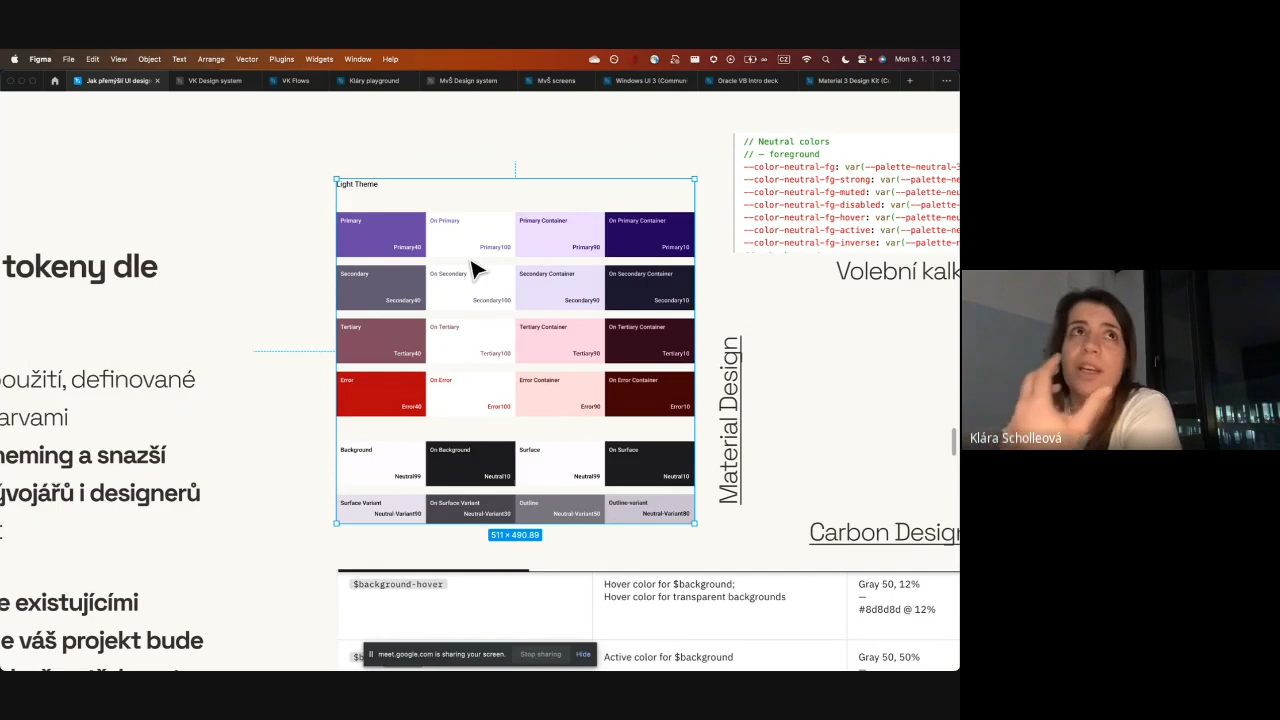 Figma File Edit View Object Text Arrange Vector Plugins Widgets Window Help CZ Mon 9. 1. 19 12
Jak přemýšlí UI design VK Design system VK Flows Kláry playground MvŠ Design system MvŠ screens Windows UI 3 (Commun Oracle VB Intro deck Material 3 Design Kit (Co
tokeny dle
oužití, definované
arvami
heming a snazší
ývojářů i designerů
e existujícími
e váš projekt bude
Light Theme
Primary On Primary Primary Container On Primary Container
Primary40 Primary100 Primary90 Primary10
Secondary On Secondary Secondary Container On Secondary Container
Secondary40 Secondary100 Secondary90 Secondary10
Tertiary On Tertiary Tertiary Container On Tertiary Container
Tertiary40 Tertiary100 Tertiary90 Tertiary10
Error On Error Error Container On Error Container
Error40 Error100 Error90 Error10
Background On Background Surface On Surface
Neutral99 Neutral10 Neutral99 Neutral10
Surface Variant On Surface Variant Outline Outline-variant
Neutral-Variant90 Neutral-Variant30 Neutral-Variant50 Neutral-Variant80
511 × 490.89
Material Design
// Neutral colors
// – foreground
--color-neutral-fg: var(--palette-neutral-3
--color-neutral-fg-strong: var(--palette-ne
--color-neutral-fg-muted: var(--palette-neu
--color-neutral-fg-disabled: var(--palette-
--color-neutral-fg-hover: var(--palette-neu
--color-neutral-fg-active: var(--palette-ne
--color-neutral-fg-inverse: var(--palette-n
Volební kalk
Carbon Design
$background-hover Hover color for $background; Gray 50, 12%
Hover color for transparent backgrounds –
#8d8d8d @ 12%
Active color for $background Gray 50, 50%
meet.google.com is sharing your screen. Stop sharing Hide
Klára Scholleová